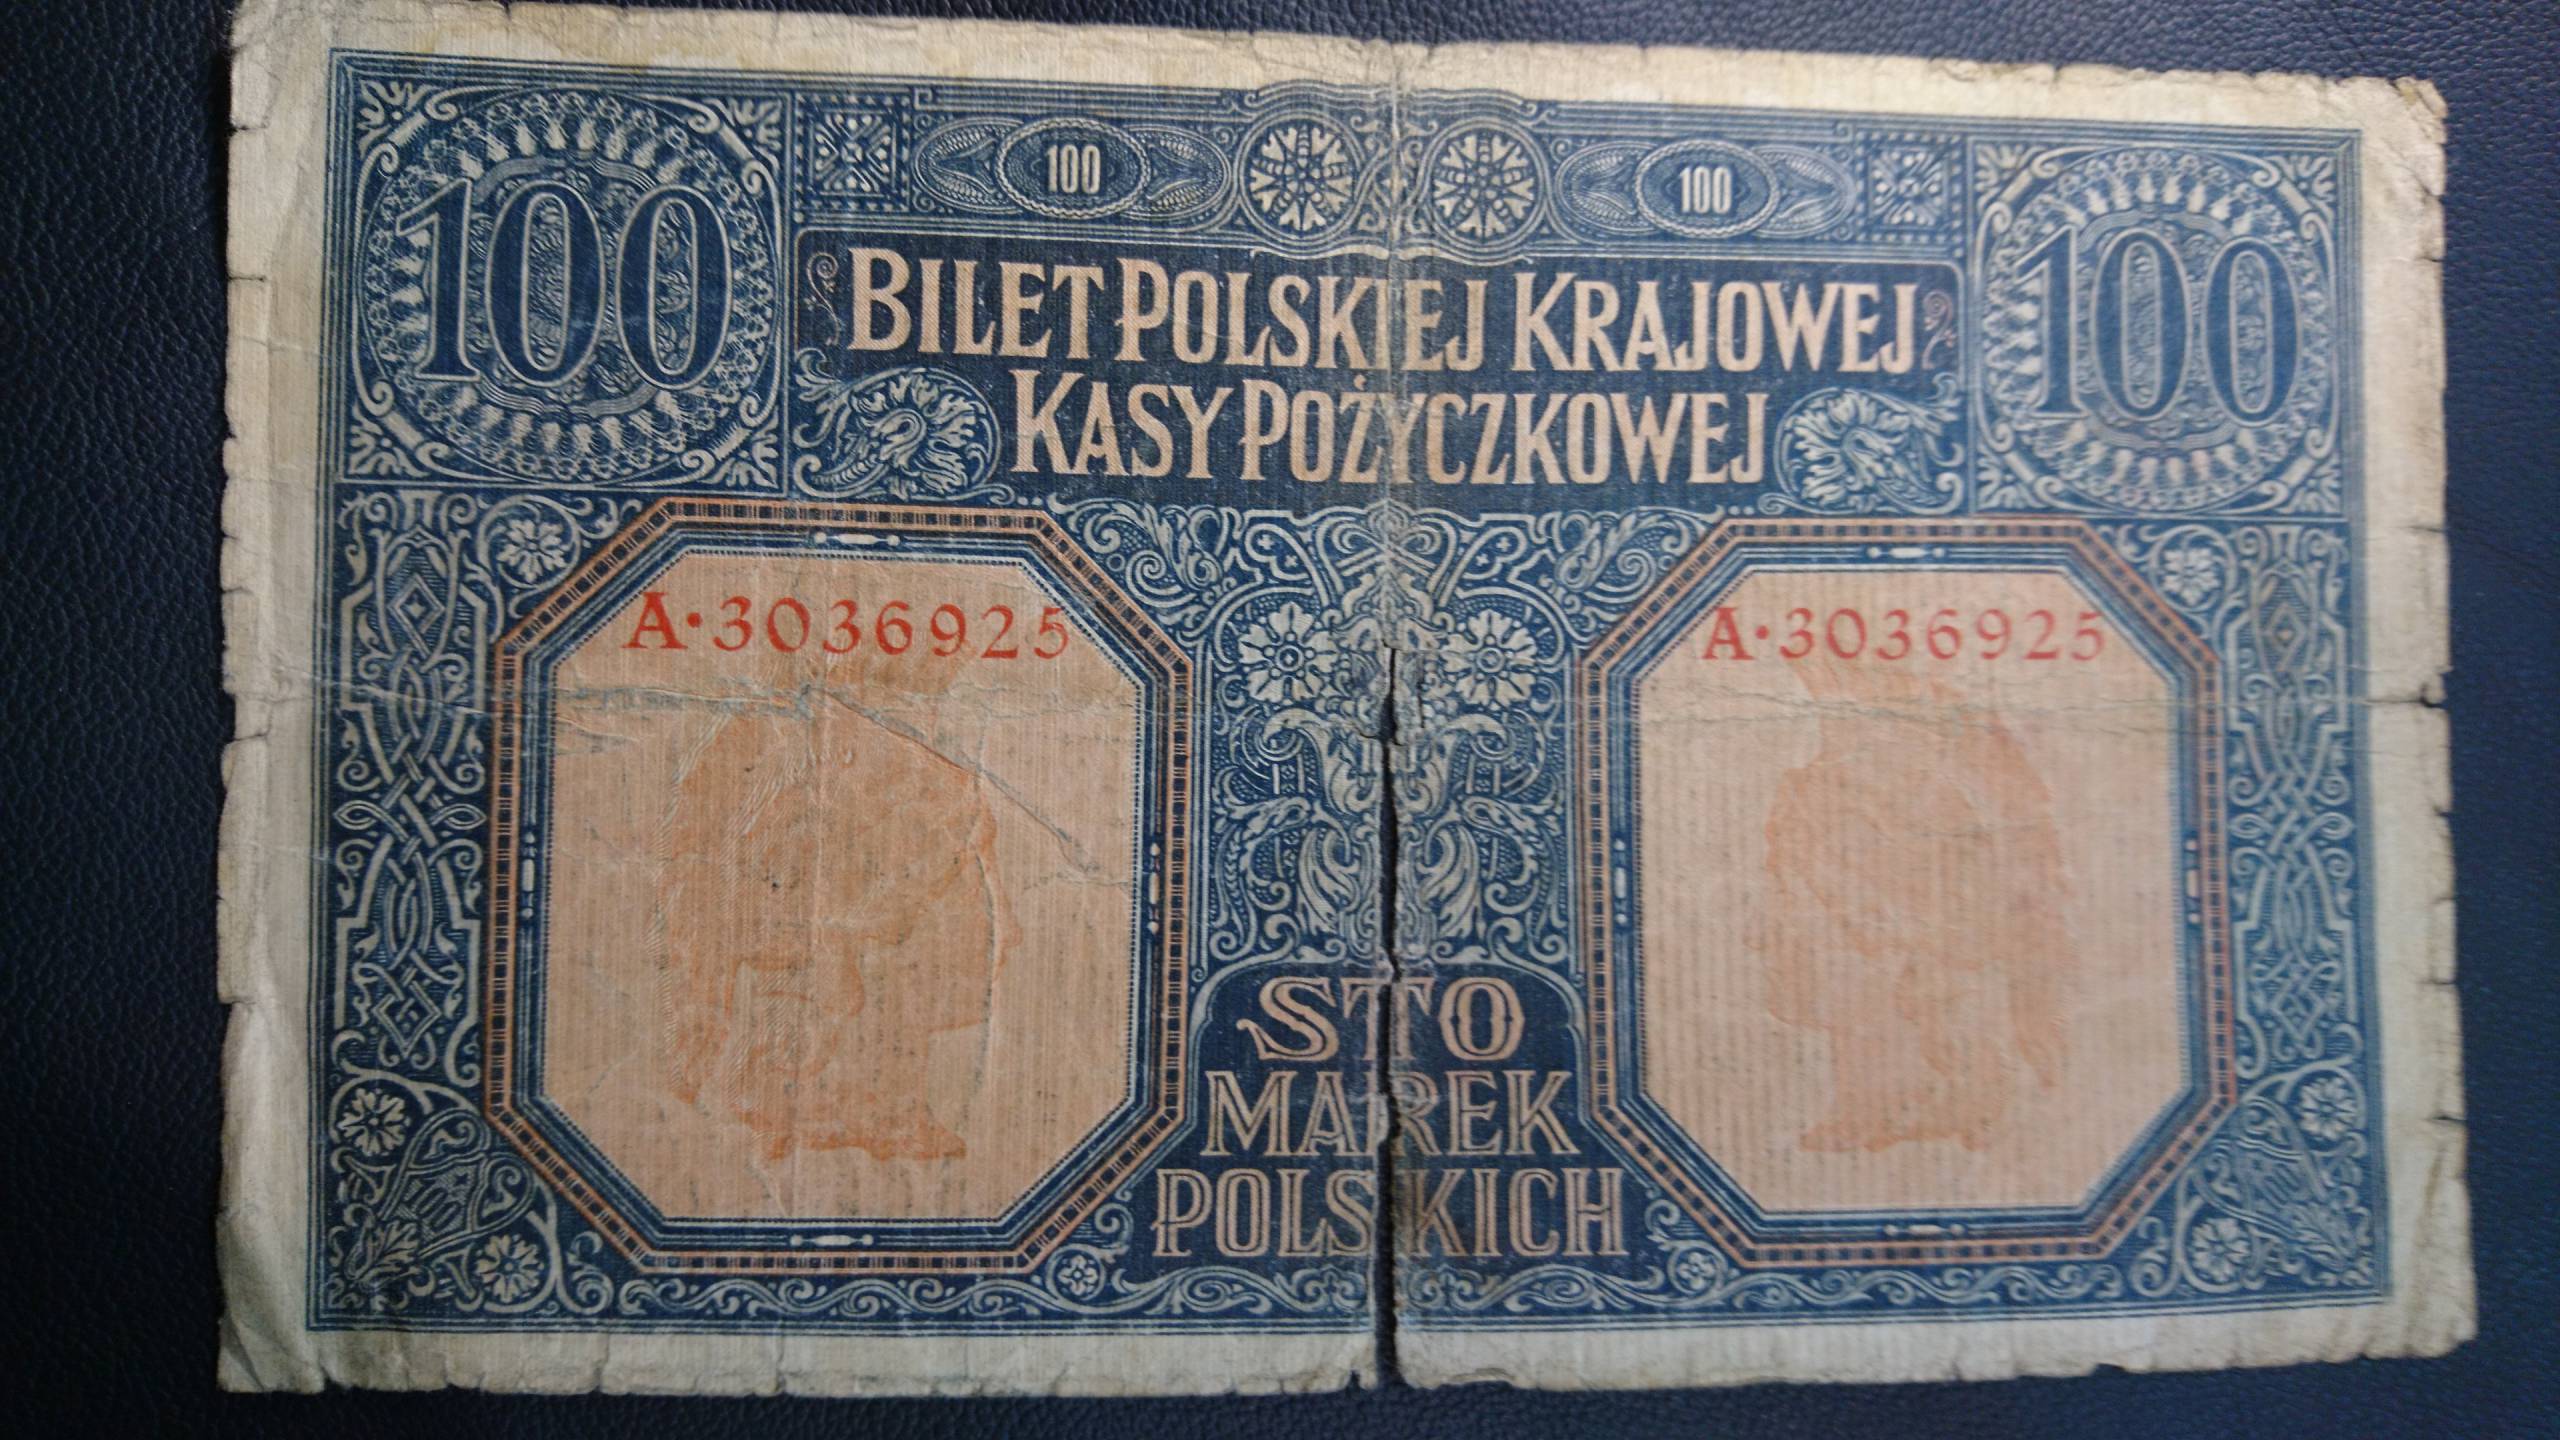 100 100
100 100
BILET POLSKIEJ KRAJOWEJ
KASY POŻYCZKOWEJ
A·3036925 A·3036925
STO
MAREK
POLSKICH